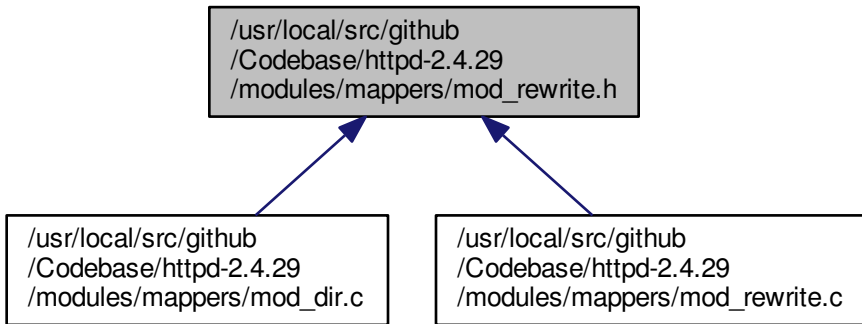 /usr/local/src/github
/Codebase/httpd-2.4.29
/modules/mappers/mod_rewrite.h
/usr/local/src/github
/Codebase/httpd-2.4.29
/modules/mappers/mod_dir.c
/usr/local/src/github
/Codebase/httpd-2.4.29
/modules/mappers/mod_rewrite.c